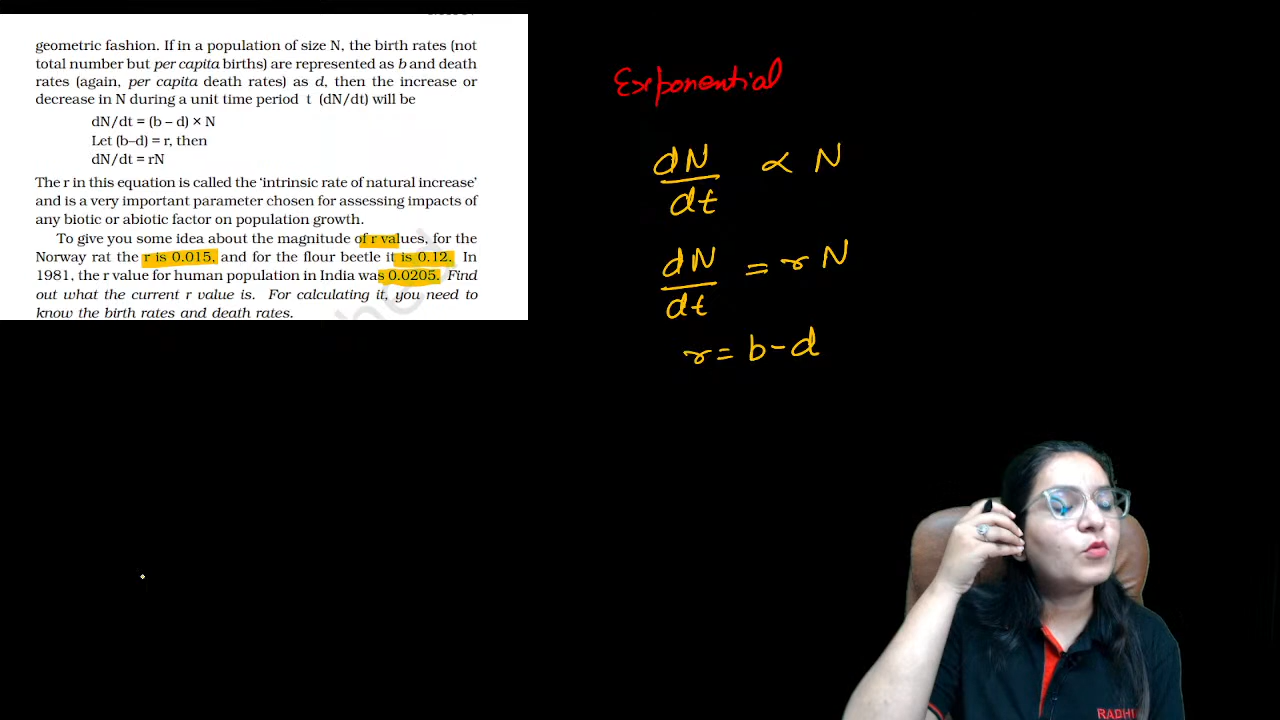 geometric fashion. If in a population of size N, the birth rates (not
total number but per capita births) are represented as b and death
rates (again, per capita death rates) as d, then the increase or
decrease in N during a unit time period t (dN/dt) will be
dN/dt = (b – d) × N
Let (b–d) = r, then
dN/dt = rN
The r in this equation is called the ‘intrinsic rate of natural increase’
and is a very important parameter chosen for assessing impacts of
any biotic or abiotic factor on population growth.
To give you some idea about the magnitude of r values, for the
Norway rat the r is 0.015, and for the flour beetle it is 0.12. In
1981, the r value for human population in India was 0.0205. Find
out what the current r value is. For calculating it, you need to
know the birth rates and death rates.
Exponential
dN/dt ∝ N
dN/dt = rN
r = b - d
RADHI